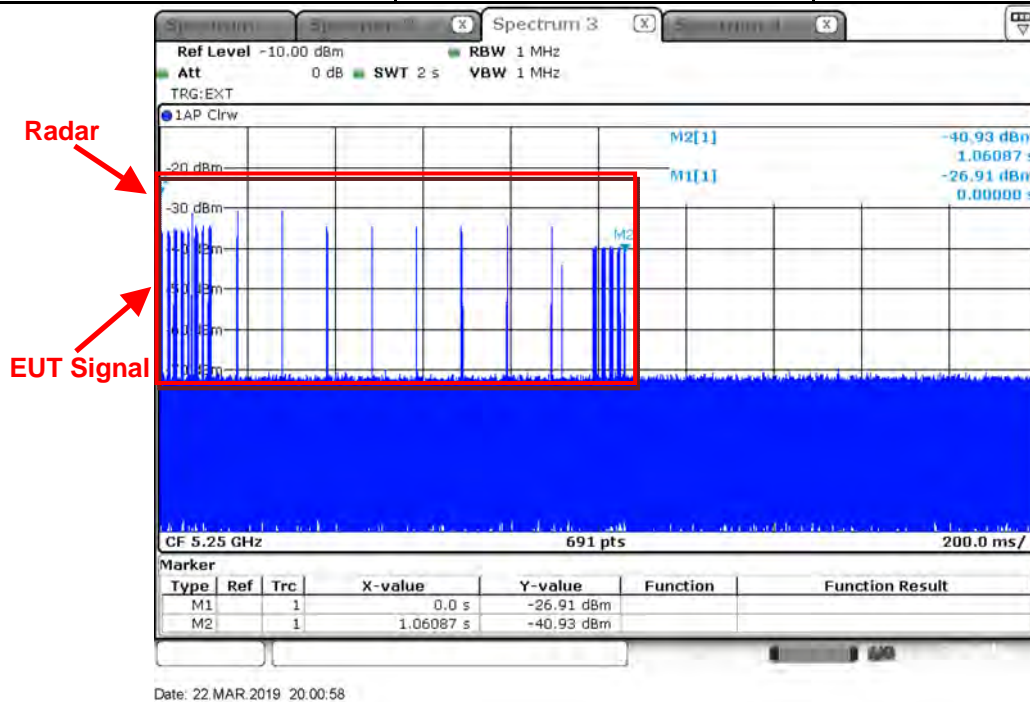 Spectrum 3
Ref Level -10.00 dBm RBW 1 MHz
Att 0 dB SWT 2 s VBW 1 MHz
TRG:EXT
1AP Clrw
Radar
M2[1] -40.93 dBm
1.06087 s
-20 dBm
M1[1] -26.91 dBm
0.00000 s
-30 dBm
M2
EUT Signal
CF 5.25 GHz 691 pts 200.0 ms/
Marker
Type Ref Trc X-value Y-value Function Function Result
M1 1 0.0 s -26.91 dBm
M2 1 1.06087 s -40.93 dBm
Date: 22.MAR.2019 20:00:58